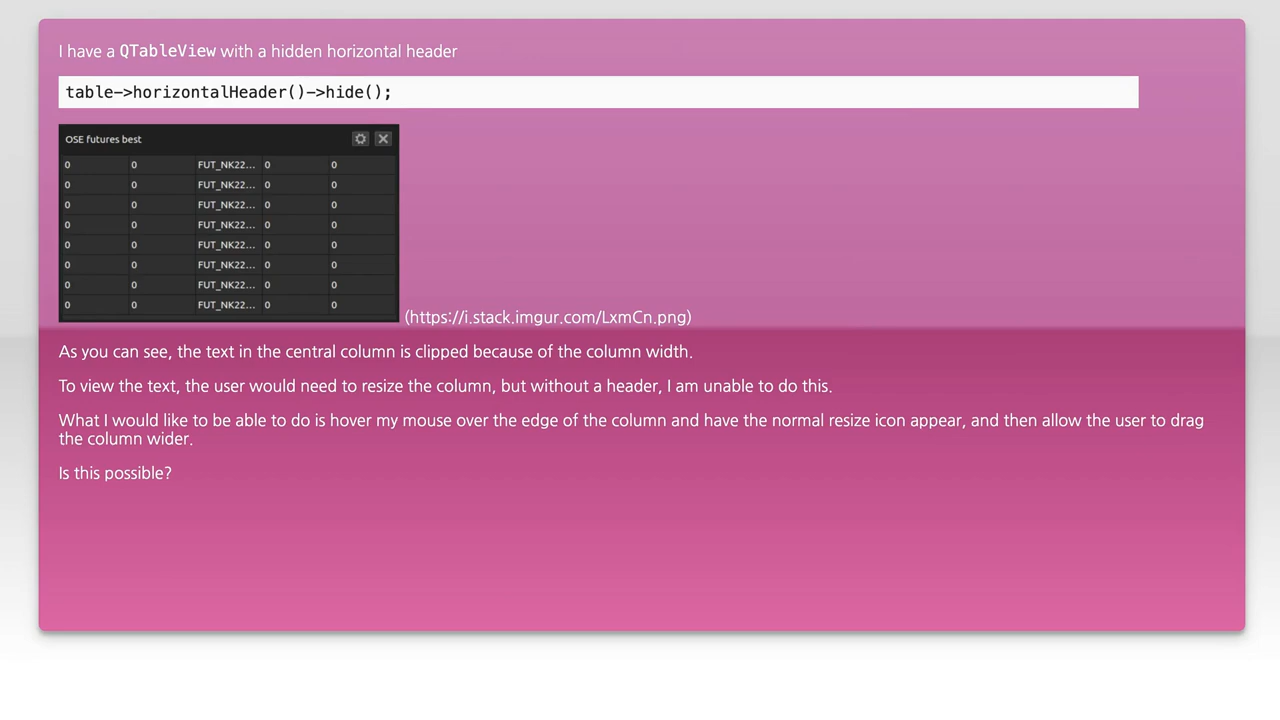 I have a QTableView with a hidden horizontal header
table->horizontalHeader()->hide();
OSE futures best
0 0 FUT_NK22... 0 0
0 0 FUT_NK22... 0 0
0 0 FUT_NK22... 0 0
0 0 FUT_NK22... 0 0
0 0 FUT_NK22... 0 0
0 0 FUT_NK22... 0 0
0 0 FUT_NK22... 0 0
0 0 FUT_NK22... 0 0
(https://i.stack.imgur.com/LxmCn.png)
As you can see, the text in the central column is clipped because of the column width.
To view the text, the user would need to resize the column, but without a header, I am unable to do this.
What I would like to be able to do is hover my mouse over the edge of the column and have the normal resize icon appear, and then allow the user to drag
the column wider.
Is this possible?